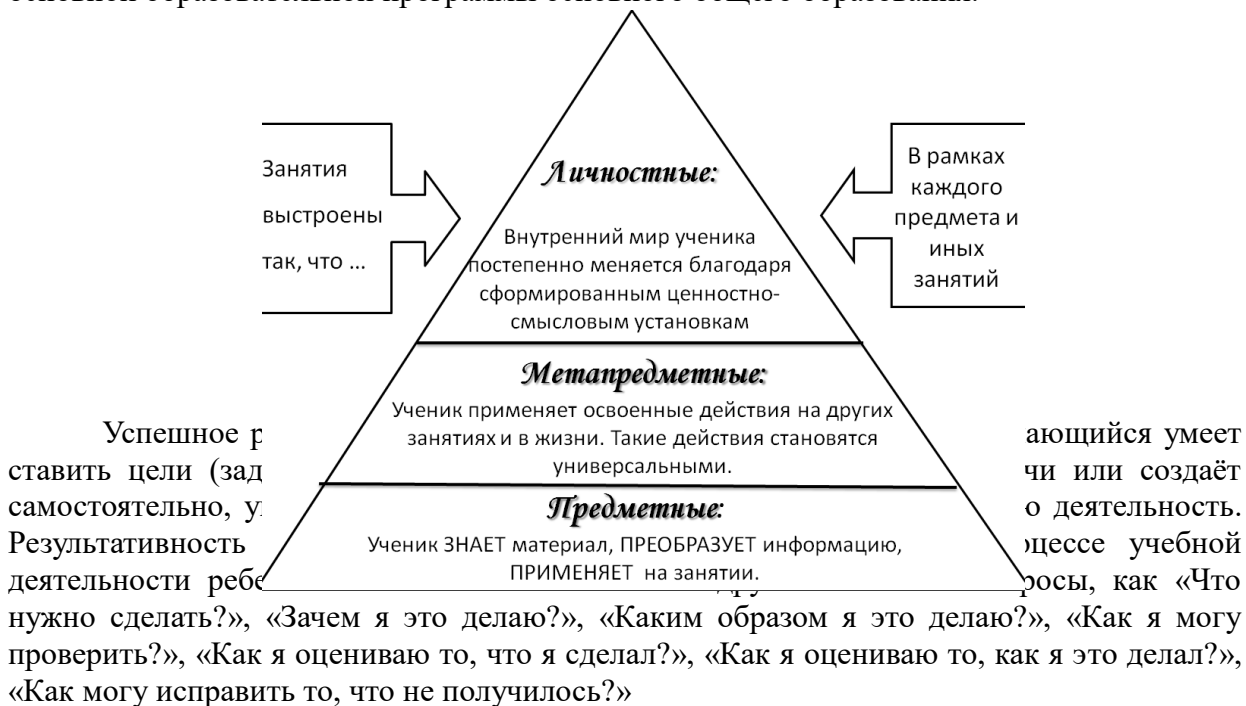 основной образовательной программы основного общего образования.
Занятия
выстроены
так, что ...
Личностные:
Внутренний мир ученика
постепенно меняется благодаря
сформированным ценностно-
смысловым установкам
В рамках
каждого
предмета и
иных
занятий
Метапредметные:
Ученик применяет освоенные действия на других
занятиях и в жизни. Такие действия становятся
универсальными.
Предметные:
Ученик ЗНАЕТ материал, ПРЕОБРАЗУЕТ информацию,
ПРИМЕНЯЕТ на занятии.
Успешное ающийся умеет
ставить цели (зад чи или создаёт
самостоятельно, деятельность.
Результативность учебной
деятельности «Что
нужно сделать?», «Зачем я это делаю?», «Каким образом я это делаю?», «Как я могу
проверить?», «Как я оцениваю то, что я сделал?», «Как я оцениваю то, как я это делал?»,
«Как могу исправить то, что не получилось?»